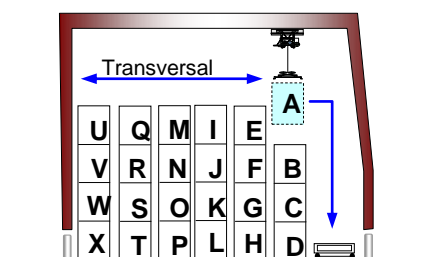 Transversal
A
U Q M I E
V R N J F B
W S O K G C
X T P L H D